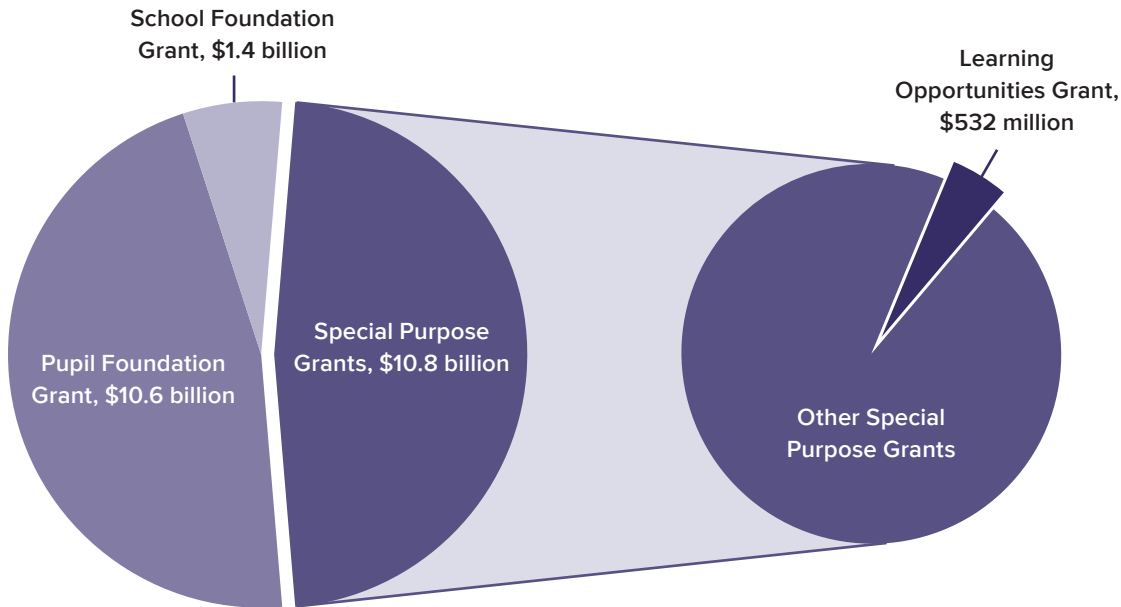 School Foundation
Grant, $1.4 billion
Learning
Opportunities Grant,
$532 million
Special Purpose
Grants, $10.8 billion
Pupil Foundation
Grant, $10.6 billion
Other Special
Purpose Grants